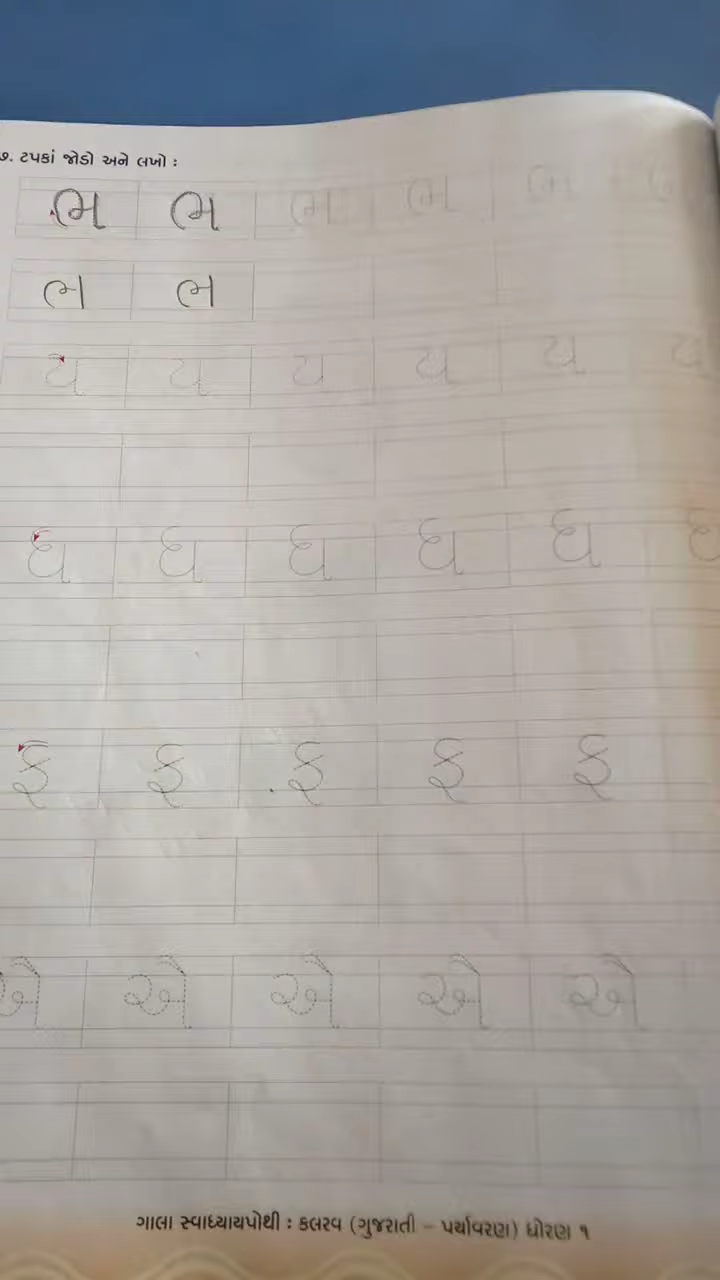 ૭. ટપકાં જોડો અને લખો :
ભ ભ ભ ભ ભ
ભ ભ
ય ય ય ય ય ય
ઘ ઘ ઘ ઘ ઘ ઘ
ફ ફ ફ ફ ફ
એ એ એ એ એ
ગાલા સ્વાધ્યાયપોથી : કલરવ (ગુજરાતી – પર્યાવરણ) ધોરણ ૧